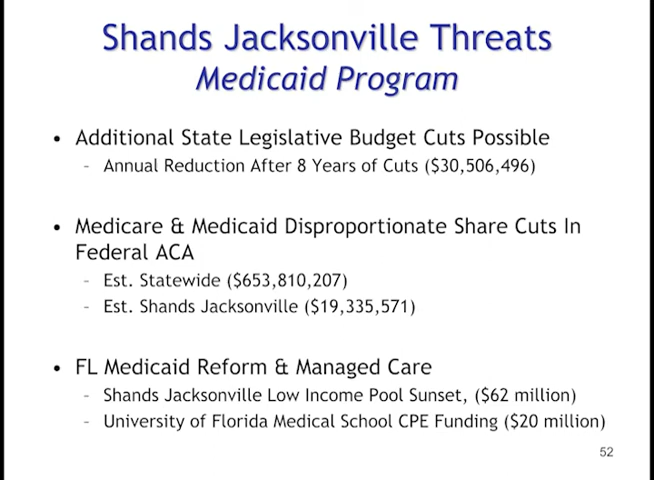 Shands Jacksonville Threats
Medicaid Program
• Additional State Legislative Budget Cuts Possible
- Annual Reduction After 8 Years of Cuts ($30,506,496)
• Medicare & Medicaid Disproportionate Share Cuts In
Federal ACA
- Est. Statewide ($653,810,207)
- Est. Shands Jacksonville ($19,335,571)
• FL Medicaid Reform & Managed Care
- Shands Jacksonville Low Income Pool Sunset, ($62 million)
- University of Florida Medical School CPE Funding ($20 million)
52